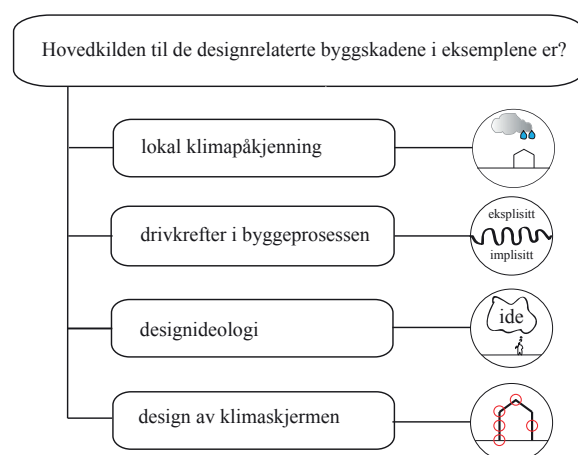 Hovedkilden til de designrelaterte byggskadene i eksemplene er?
lokal klimapåkjenning
drivkrefter i byggeprosessen
eksplisitt
implisitt
designideologi
ide
design av klimaskjermen